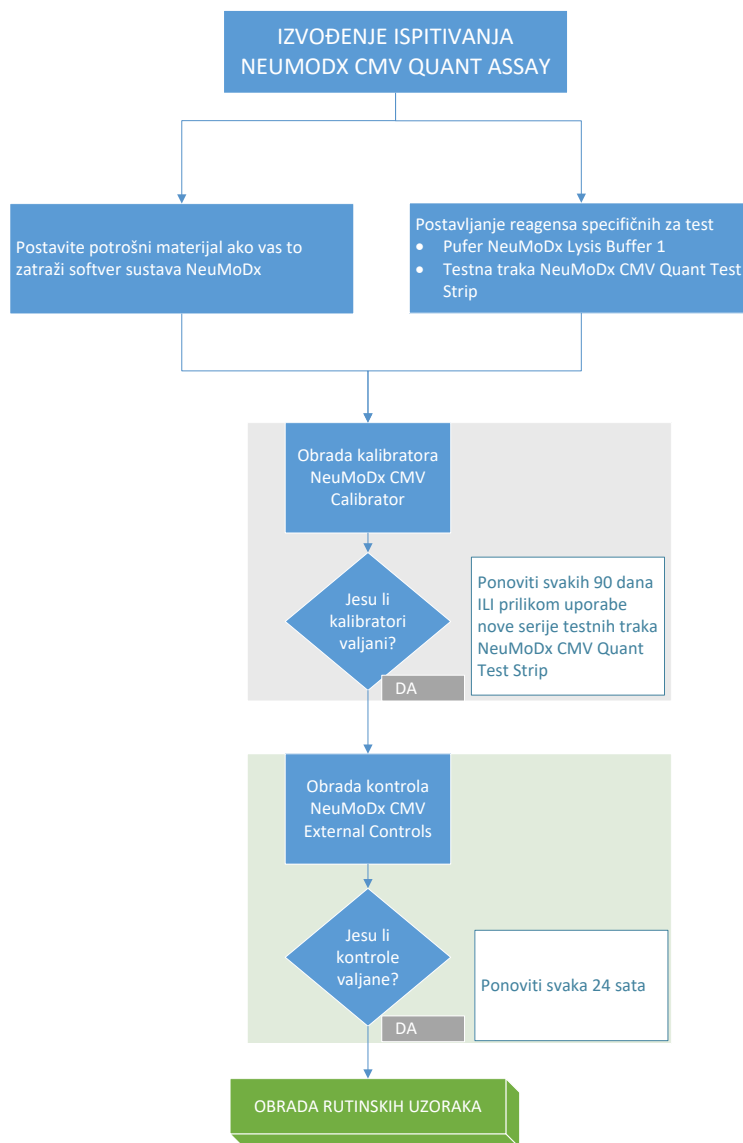 IZVOĐENJE ISPITIVANJA
NEUMODX CMV QUANT ASSAY
Postavite potrošni materijal ako vas to
zatraži softver sustava NeuMoDx
Postavljanje reagensa specifičnih za test
• Pufer NeuMoDx Lysis Buffer 1
• Testna traka NeuMoDx CMV Quant Test
Strip
Obrada kalibratora
NeuMoDx CMV
Calibrator
Jesu li
kalibratori
valjani?
Ponoviti svakih 90 dana
ILI prilikom uporabe
nove serije testnih traka
NeuMoDx CMV Quant
Test Strip
DA
Obrada kontrola
NeuMoDx CMV
External Controls
Jesu li
kontrole
valjane?
Ponoviti svaka 24 sata
DA
OBRADA RUTINSKIH UZORAKA